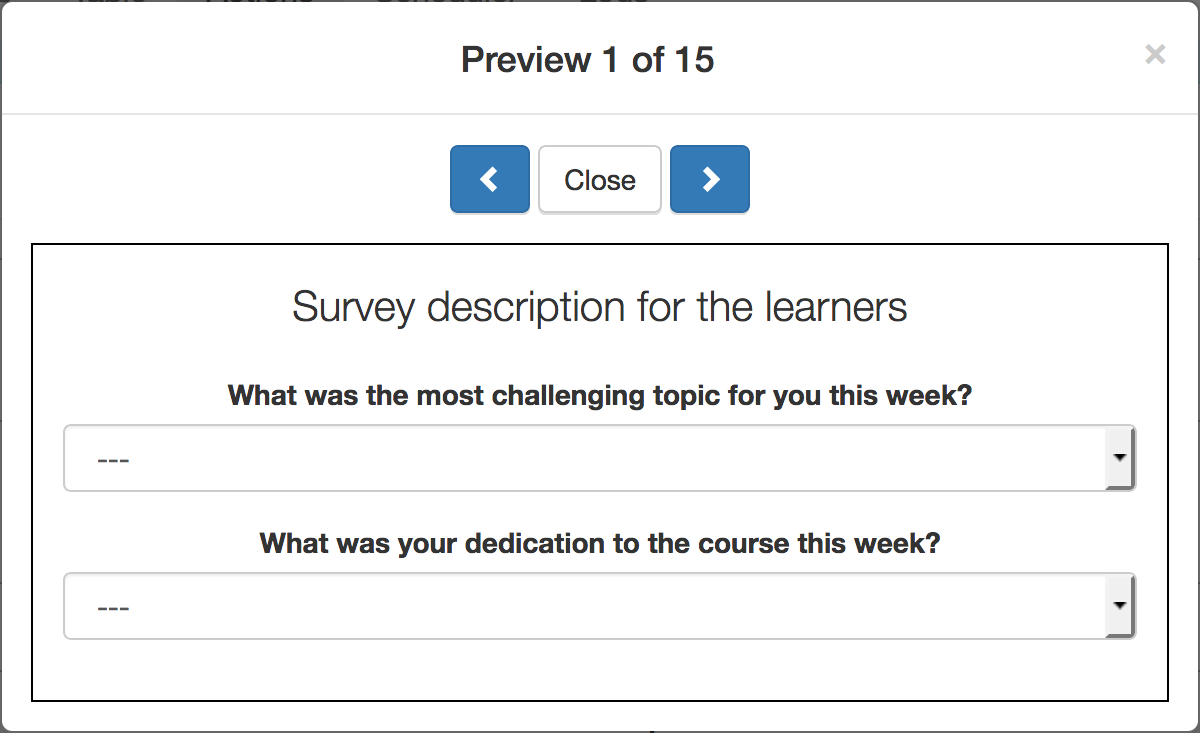 Preview 1 of 15
×
Close
Survey description for the learners
What was the most challenging topic for you this week?
---
What was your dedication to the course this week?
---